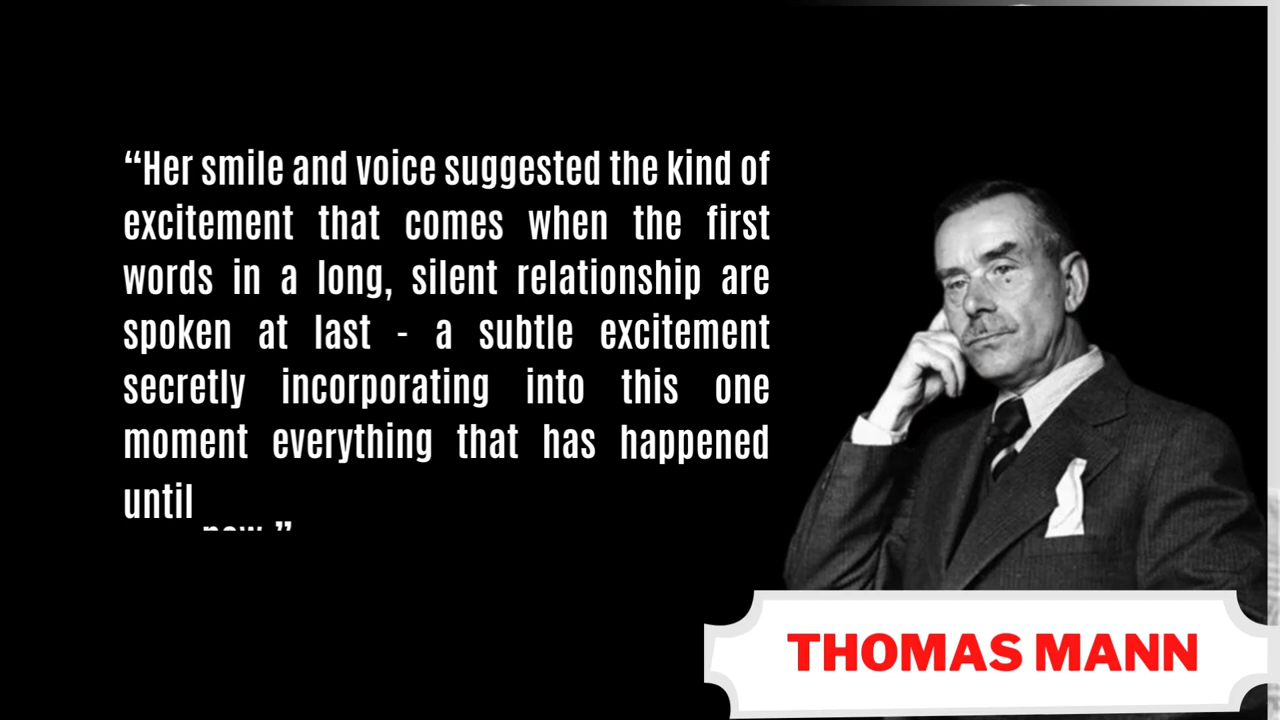 “Her smile and voice suggested the kind of
excitement that comes when the first
words in a long, silent relationship are
spoken at last - a subtle excitement
secretly incorporating into this one
moment everything that has happened
until
now.”
THOMAS MANN